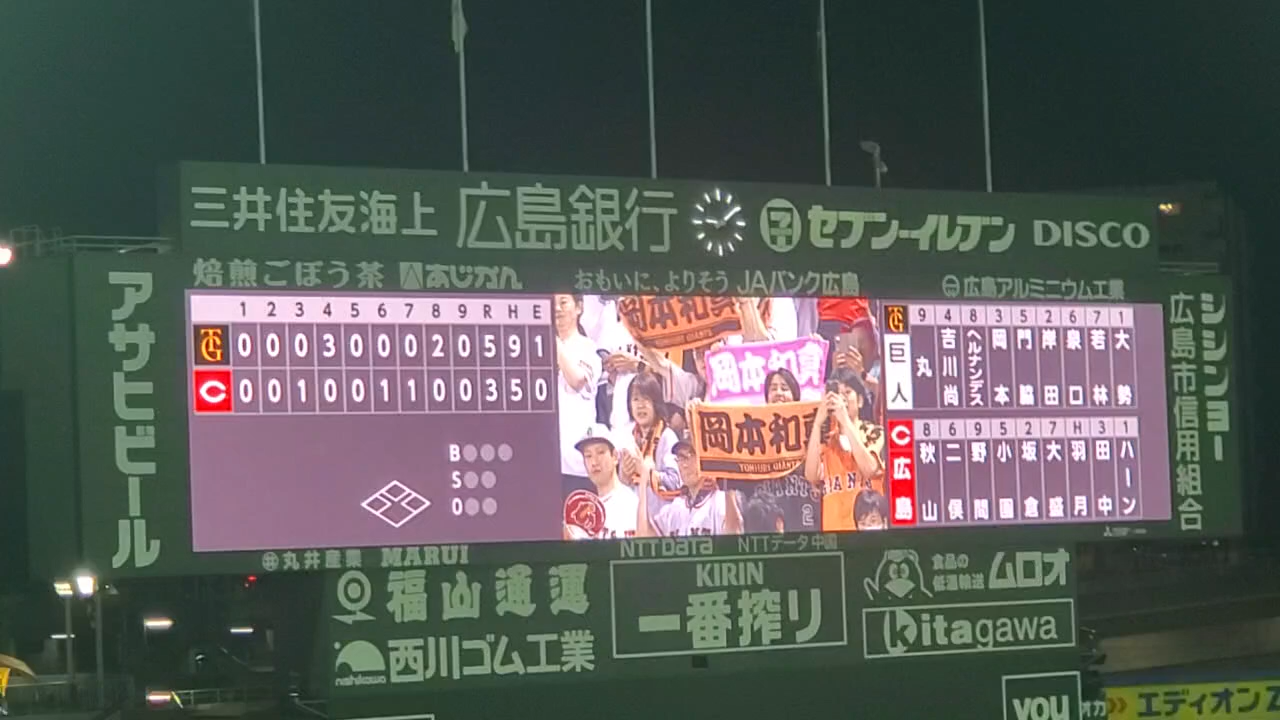 三井住友海上 広島銀行 セブン-イレブン DISCO
焙煎ごぼう茶 あじかん おもいに、よりそう JAバンク広島 広島アルミニウム工業
アサヒビール
1 2 3 4 5 6 7 8 9 R H E
TG 0 0 0 3 0 0 0 2 0 5 9 1
C 0 0 1 0 0 1 1 0 0 3 5 0
B
S
O
岡本和真
岡本和真
岡本和真
YOMIURI GIANTS
TG 9 4 8 3 5 2 6 7 1
巨人 丸 吉川尚 ヘルナンデス 岡本 門脇 岸田 泉口 若林 大勢
C 8 6 9 5 2 7 H 3 1
広島 秋山 二俣 野間 小園 坂倉 大盛 羽月 田中 ハーン
シシンヨー
広島市信用組合
丸井産業 MARUI NTT DATA NTTデータ中国
福山通運
西川ゴム工業
nishikawa
KIRIN
一番搾り
食品の
低温輸送 ムロオ
Kitagawa
you
エディオン